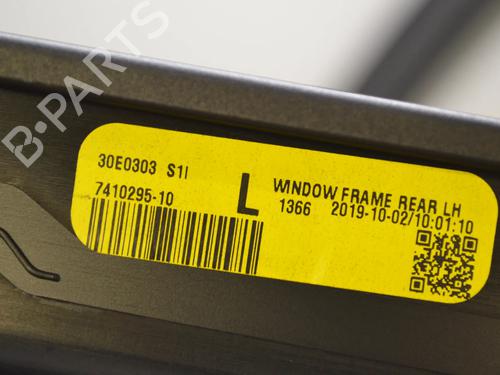 B-PARTS
30E0303 S1I
7410295-10
L
WINDOW FRAME REAR LH
1366 2019-10-02/10:01:10